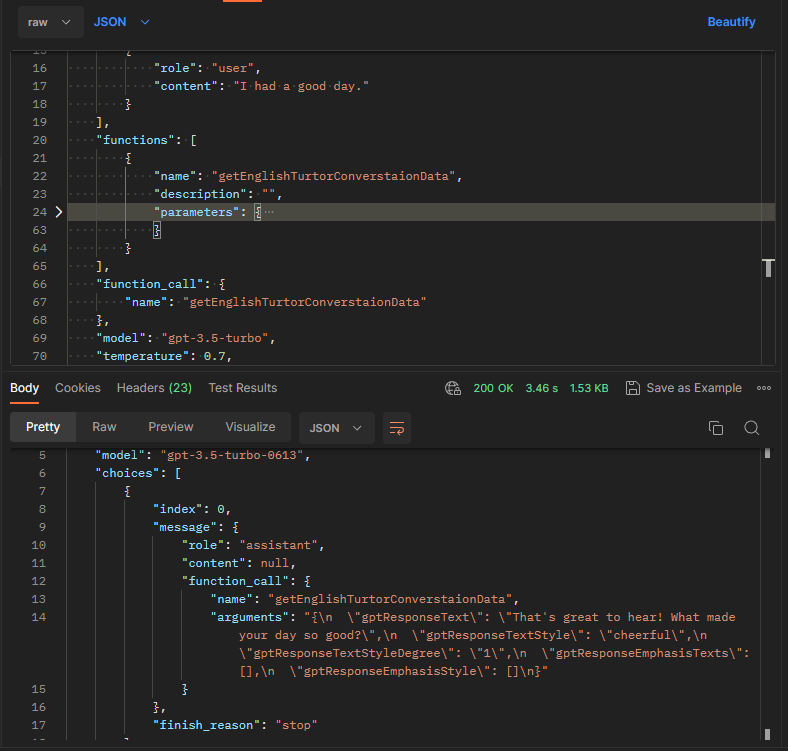 raw JSON Beautify
16 "role": "user",
17 "content": "I had a good day."
18 }
19 ],
20 "functions": [
21 {
22 "name": "getEnglishTurtorConverstaionData",
23 "description": "",
24 "parameters": { ...
63 }
64 }
65 ],
66 "function_call": {
67 "name": "getEnglishTurtorConverstaionData"
68 },
69 "model": "gpt-3.5-turbo",
70 "temperature": 0.7,
Body Cookies Headers (23) Test Results 200 OK 3.46 s 1.53 KB Save as Example
Pretty Raw Preview Visualize JSON
5 "model": "gpt-3.5-turbo-0613",
6 "choices": [
7 {
8 "index": 0,
9 "message": {
10 "role": "assistant",
11 "content": null,
12 "function_call": {
13 "name": "getEnglishTurtorConverstaionData",
14 "arguments": "{\n  \"gptResponseText\": \"That's great to hear! What made
your day so good?\",\n  \"gptResponseTextStyle\": \"cheerful\",\n
\"gptResponseTextStyleDegree\": \"1\",\n  \"gptResponseEmphasisTexts\":
[],\n  \"gptResponseEmphasisStyle\": []\n}"
15 }
16 },
17 "finish_reason": "stop"